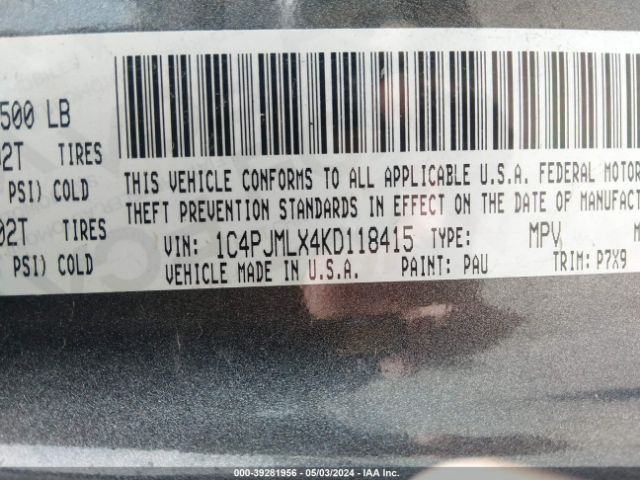 500 LB
02T TIRES
PSI) COLD
02T TIRES
PSI) COLD
THIS VEHICLE CONFORMS TO ALL APPLICABLE U.S.A. FEDERAL MOTOR
THEFT PREVENTION STANDARDS IN EFFECT ON THE DATE OF MANUFACT
VIN: 1C4PJMLX4KD118415 TYPE: MPV
VEHICLE MADE IN U.S.A. PAINT: PAU TRIM: P7X9
000-39281956 - 05/03/2024 - IAA Inc.